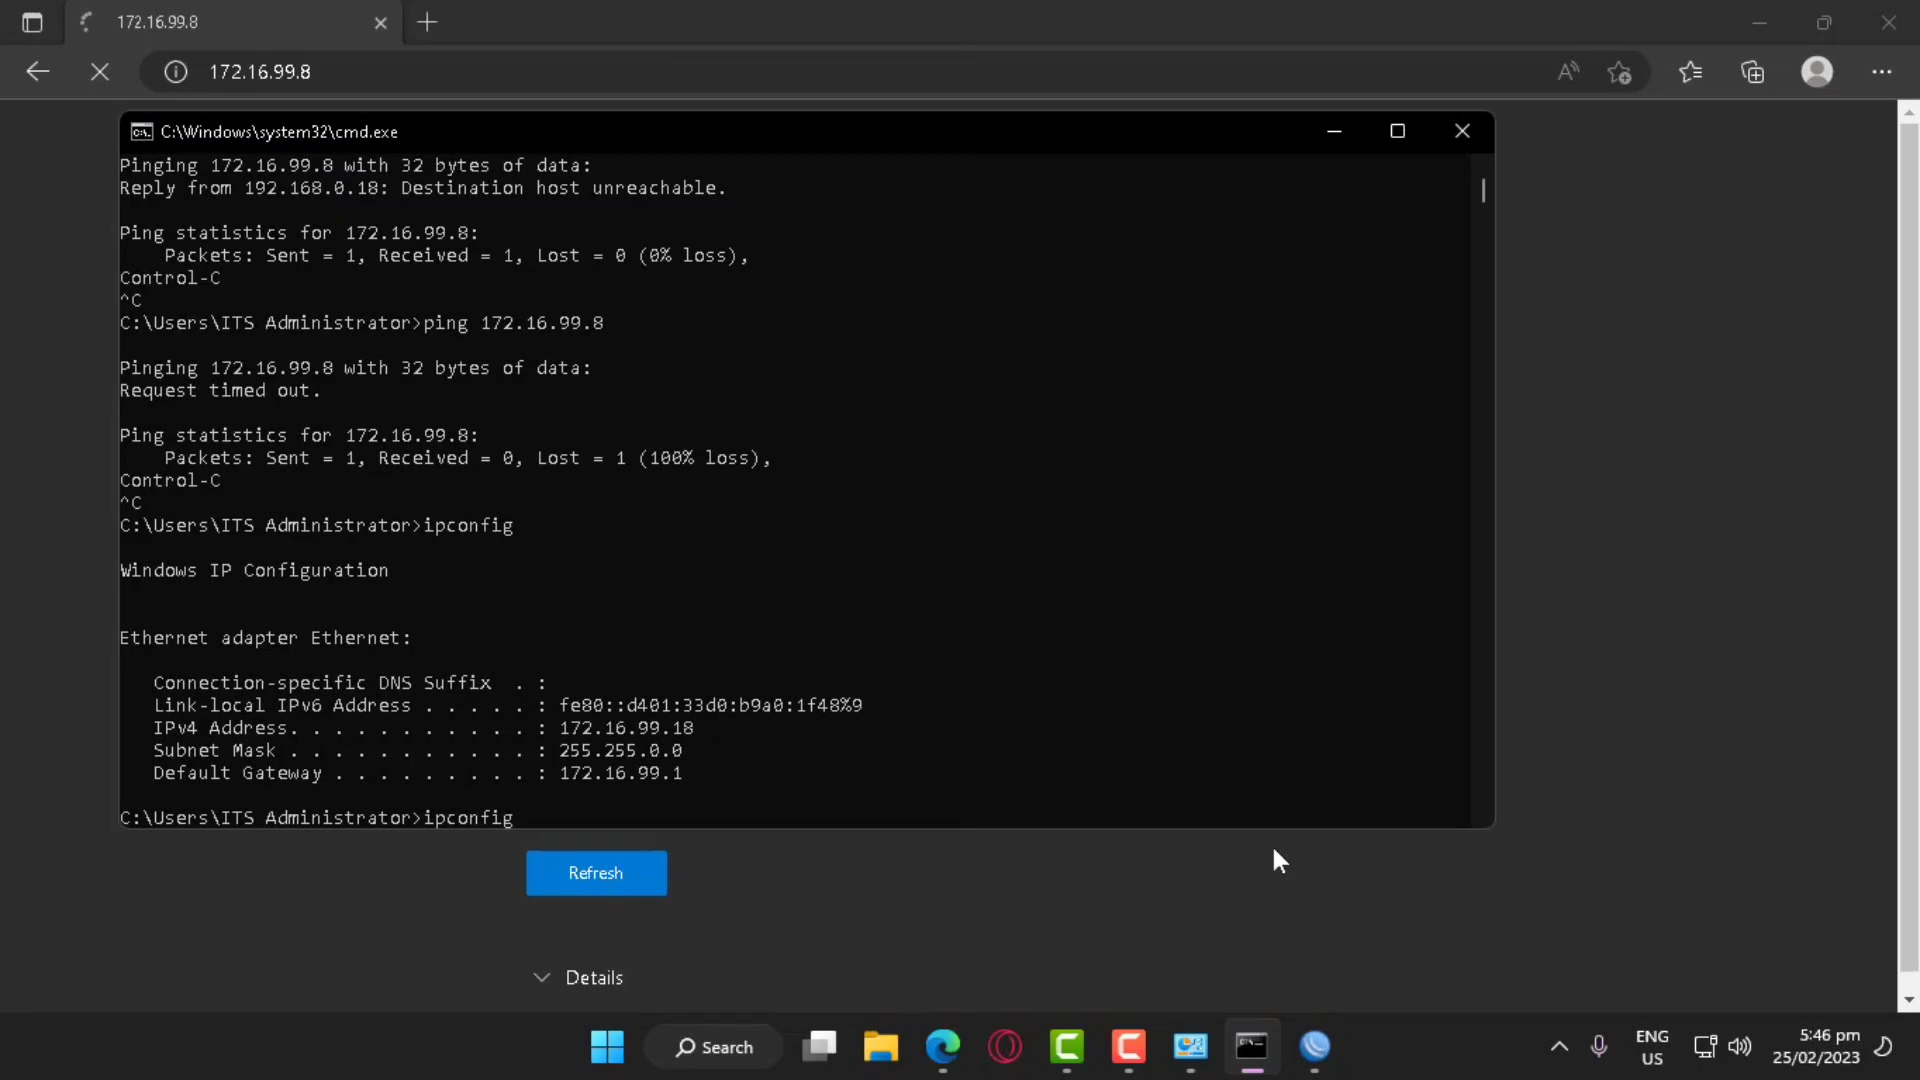 172.16.99.8
172.16.99.8
C:\Windows\system32\cmd.exe
Pinging 172.16.99.8 with 32 bytes of data:
Reply from 192.168.0.18: Destination host unreachable.
Ping statistics for 172.16.99.8:
    Packets: Sent = 1, Received = 1, Lost = 0 (0% loss),
Control-C
^C
C:\Users\ITS Administrator>ping 172.16.99.8
Pinging 172.16.99.8 with 32 bytes of data:
Request timed out.
Ping statistics for 172.16.99.8:
    Packets: Sent = 1, Received = 0, Lost = 1 (100% loss),
Control-C
^C
C:\Users\ITS Administrator>ipconfig
Windows IP Configuration
Ethernet adapter Ethernet:
   Connection-specific DNS Suffix  . :
   Link-local IPv6 Address . . . . . : fe80::d401:33d0:b9a0:1f48%9
   IPv4 Address. . . . . . . . . . . : 172.16.99.18
   Subnet Mask . . . . . . . . . . . : 255.255.0.0
   Default Gateway . . . . . . . . . : 172.16.99.1
C:\Users\ITS Administrator>ipconfig
Refresh
Details
Search
ENG
US
5:46 pm
25/02/2023